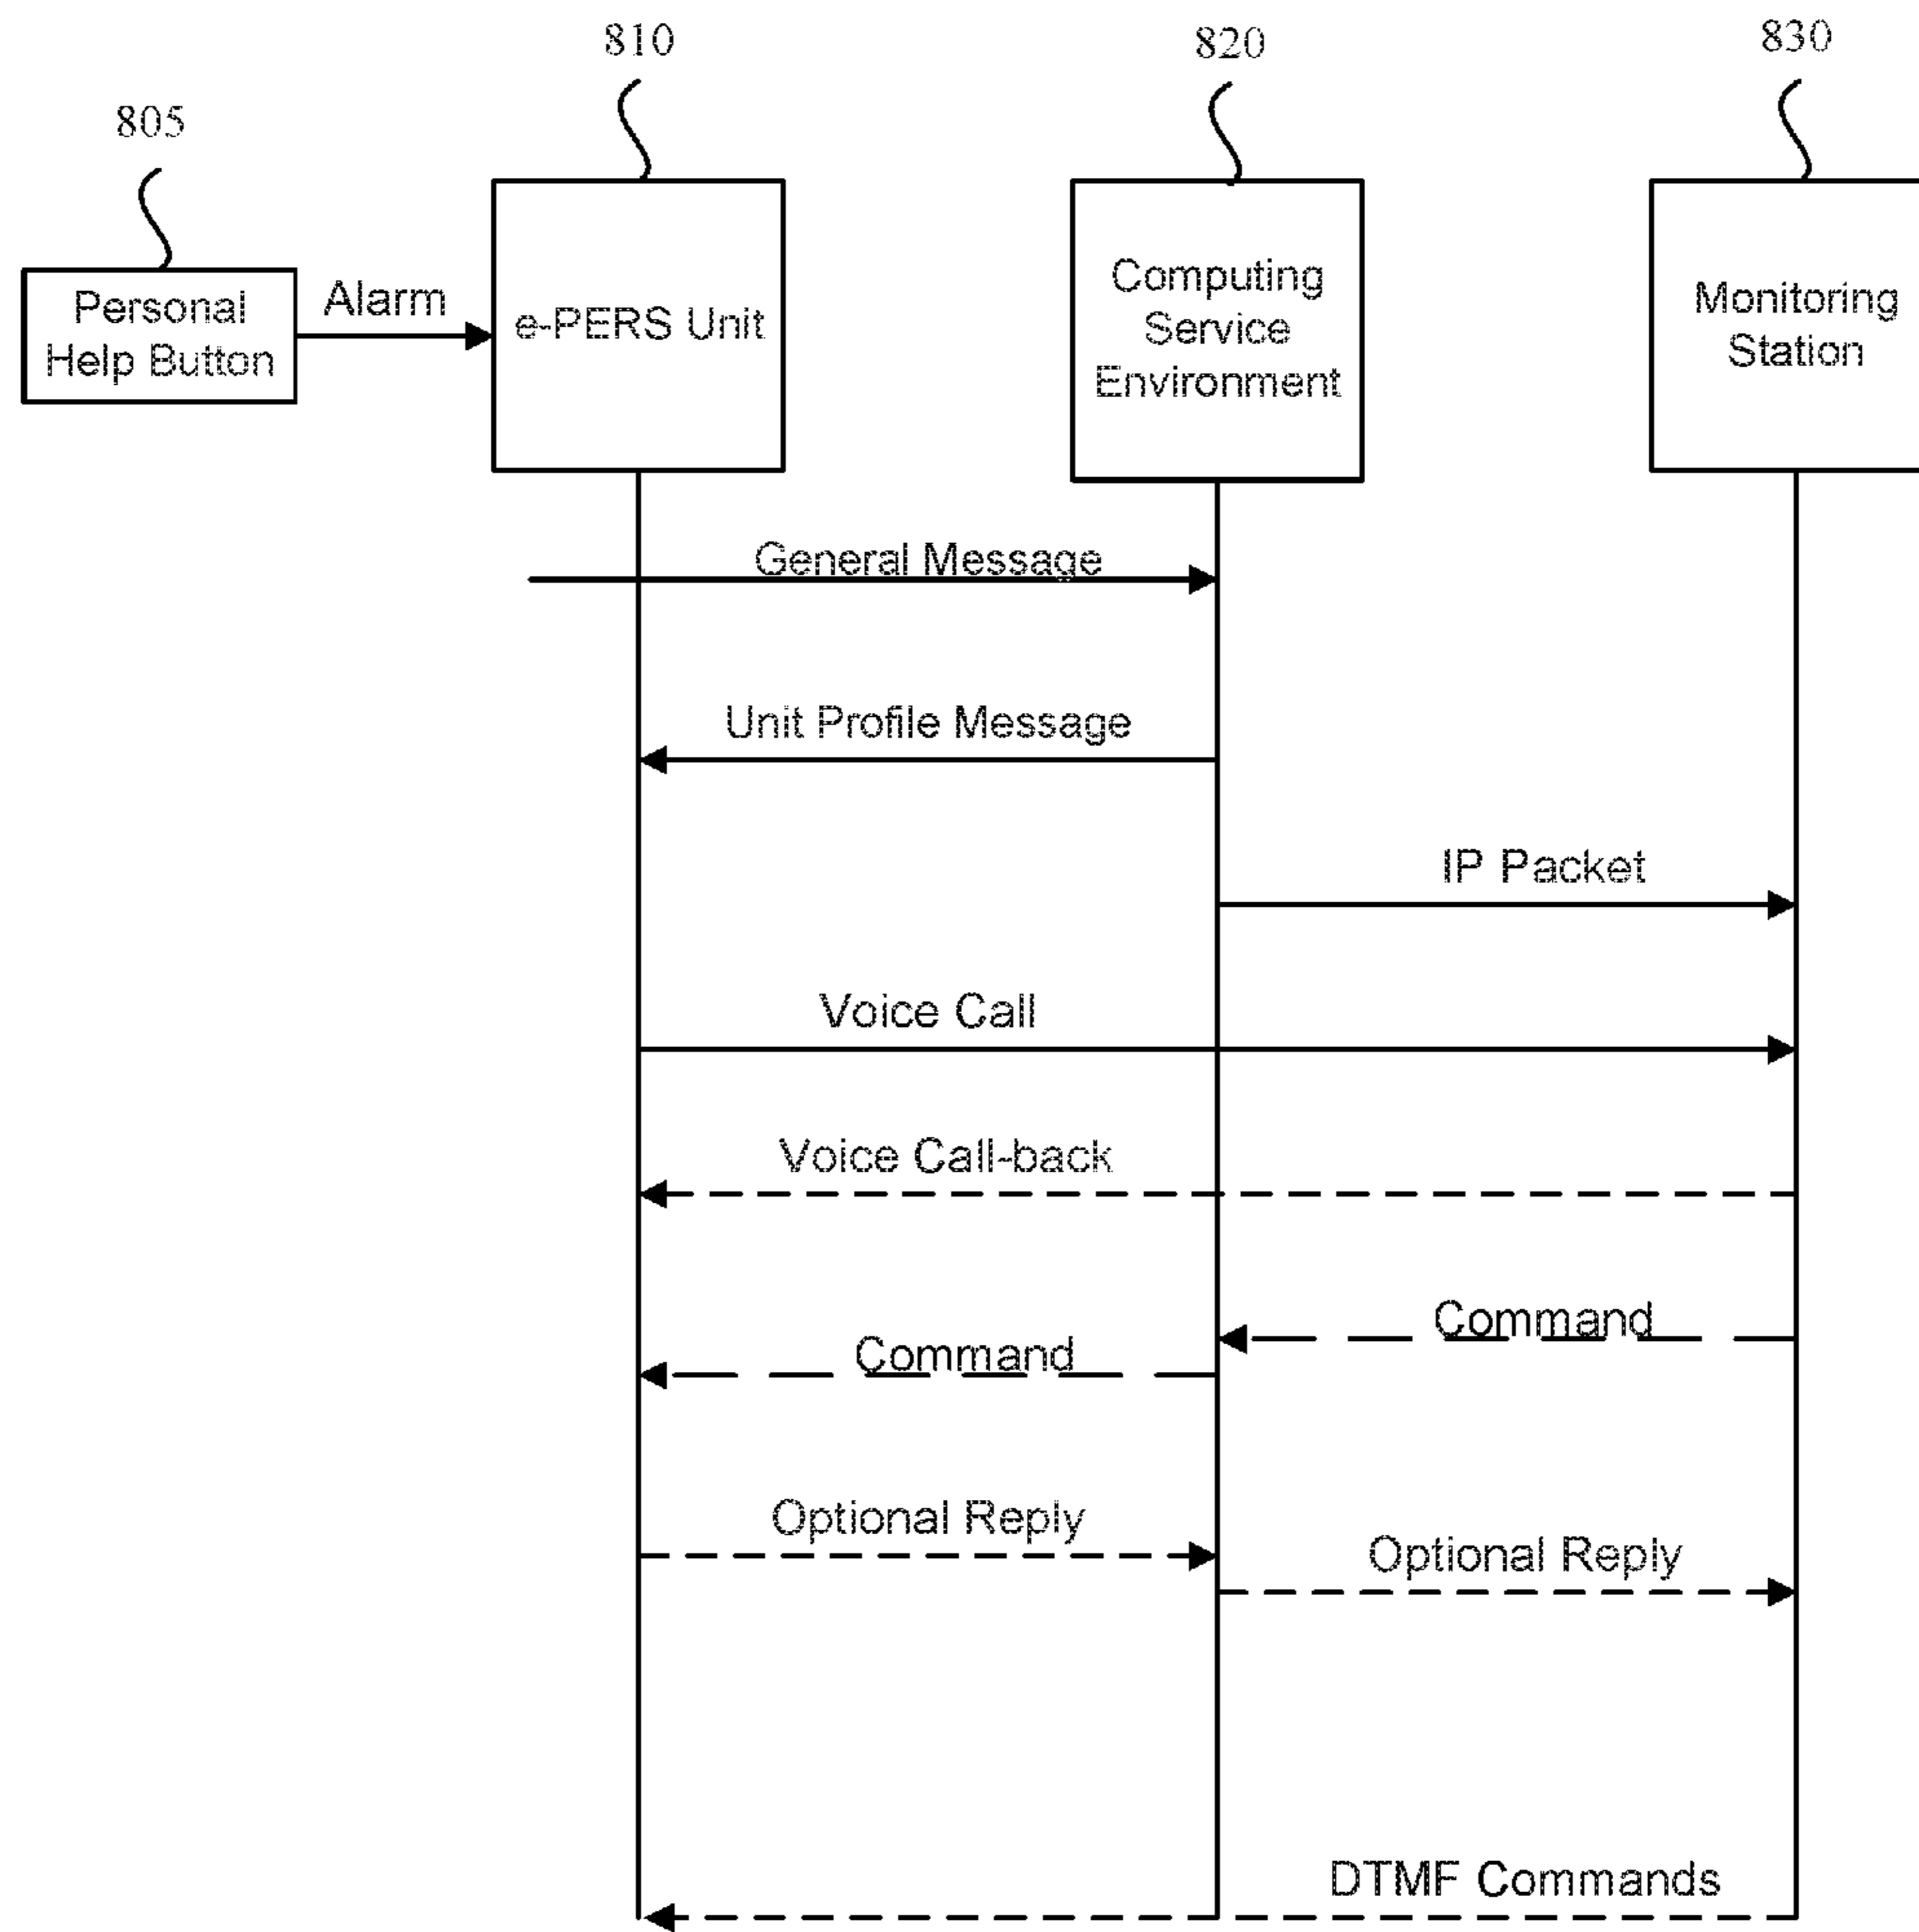 810
820
830
805
Personal
Help Button
Alarm
e-PERS Unit
Computing
Service
Environment
Monitoring
Station
General Message
Unit Profile Message
IP Packet
Voice Call
Voice Call-back
Command
Command
Optional Reply
Optional Reply
DTMF Commands